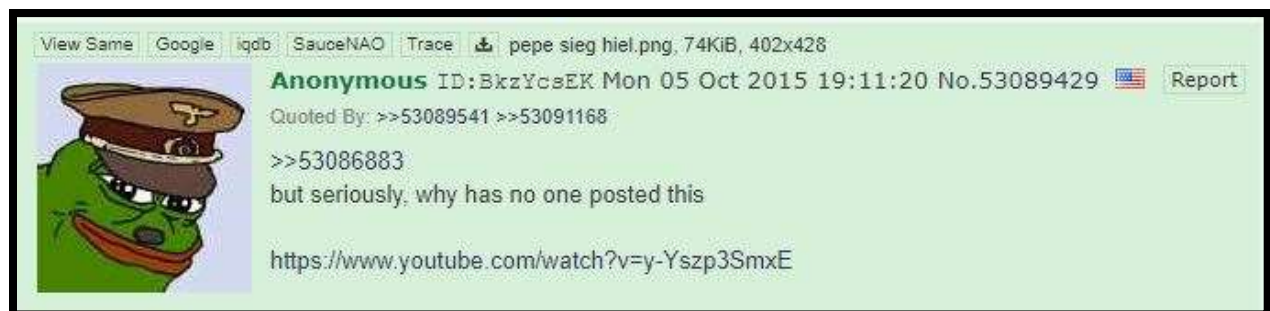 View Same Google iqdb SauceNAO Trace pepe sieg hiel.png, 74KiB, 402x428
Anonymous ID:BkzYcsEK Mon 05 Oct 2015 19:11:20 No.53089429 Report
Quoted By: >>53089541 >>53091168
>>53086883
but seriously, why has no one posted this
https://www.youtube.com/watch?v=y-Yszp3SmxE